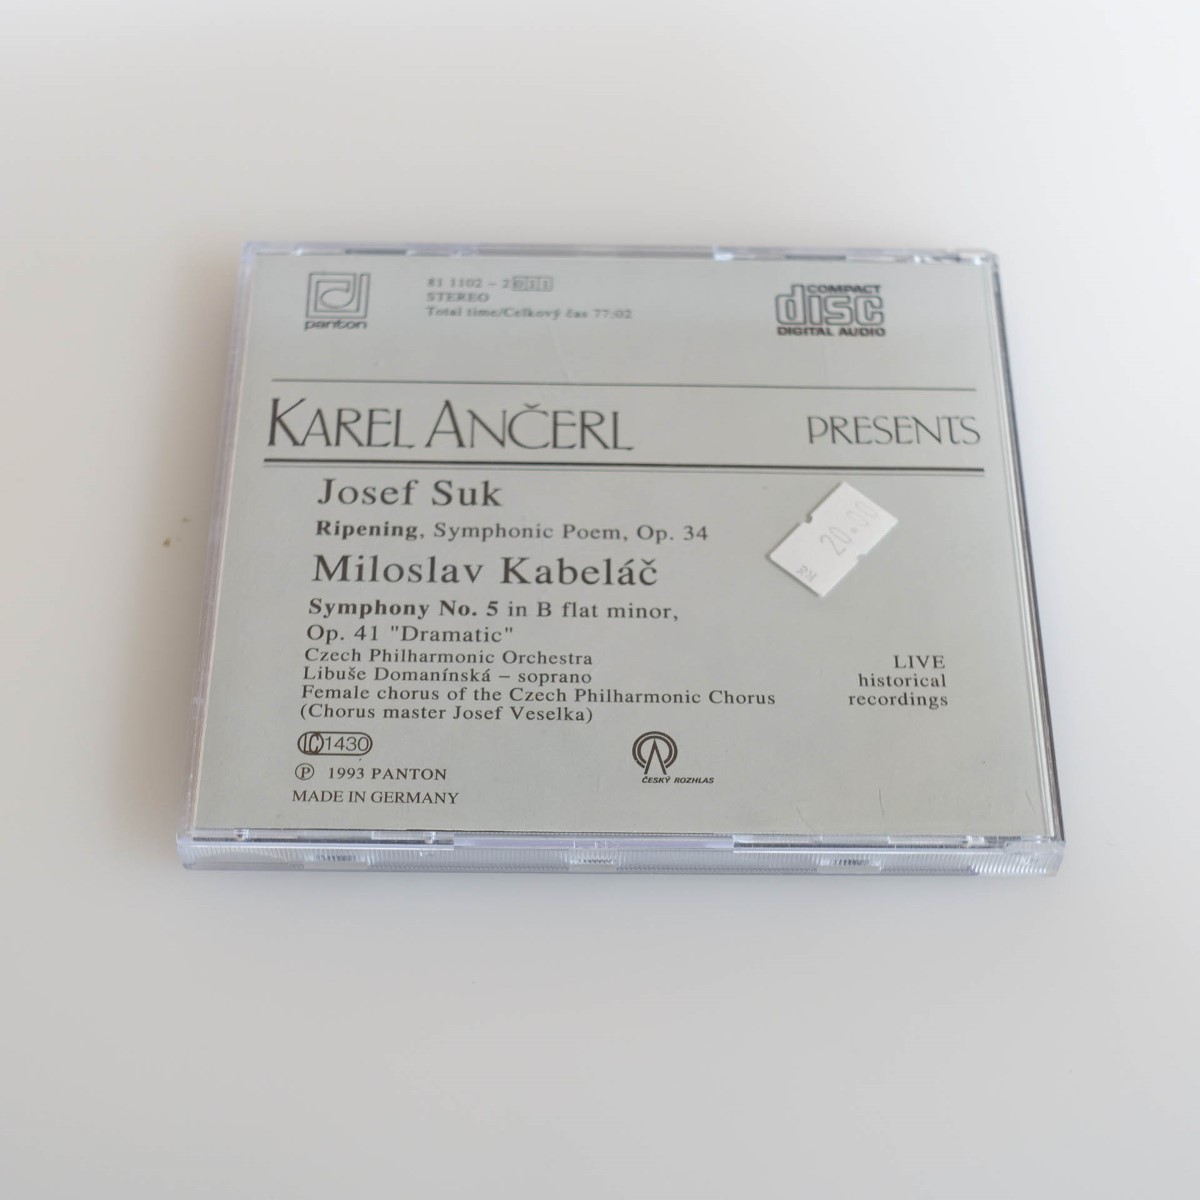 panton
81 1102 - 2 011
STEREO
Total time/Celkový čas 77:02
COMPACT
disc
DIGITAL AUDIO
KAREL ANČERL PRESENTS
Josef Suk
Ripening, Symphonic Poem, Op. 34
20.00
RM
Miloslav Kabeláč
Symphony No. 5 in B flat minor,
Op. 41 "Dramatic"
Czech Philharmonic Orchestra
Libuše Domanínská – soprano
Female chorus of the Czech Philharmonic Chorus
(Chorus master Josef Veselka)
LIVE
historical
recordings
LC 1430
ČESKÝ ROZHLAS
Ⓟ 1993 PANTON
MADE IN GERMANY